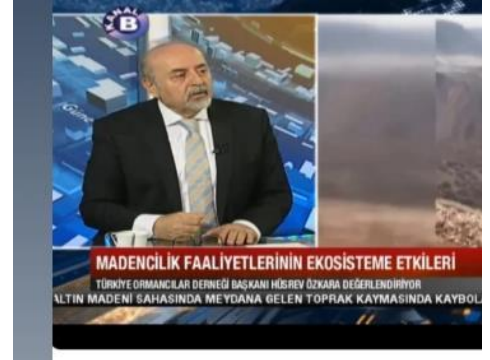 KANAL
B
MADENCİLİK FAALİYETLERİNİN EKOSİSTEME ETKİLERİ
TÜRKİYE ORMANCILAR DERNEĞİ BAŞKANI HÜSREV ÖZKARA DEĞERLENDİRİYOR
ALTIN MADENİ SAHASINDA MEYDANA GELEN TOPRAK KAYMASINDA KAYBOLA